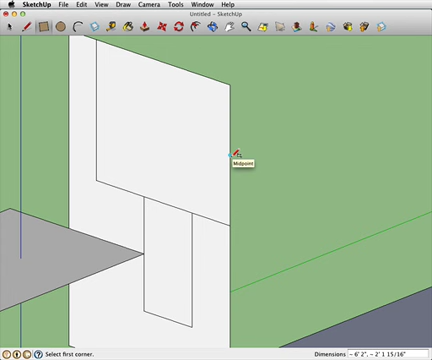 SketchUp File Edit View Draw Camera Tools Window Help
Untitled – SketchUp
Midpoint
Select first corner.
Dimensions ~ 6' 2", ~ 2' 1 15/16"